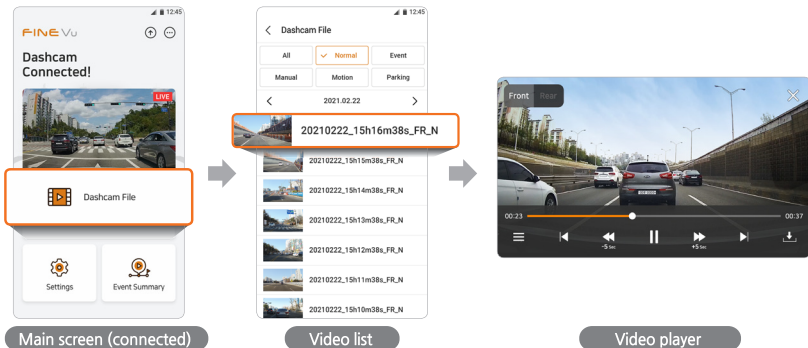 12:45
FINE Vu
Dashcam
Connected!
LIVE
Dashcam File
Settings
Event Summary
Main screen (connected)
12:45
Dashcam File
All
Normal
Event
Manual
Motion
Parking
2021.02.22
20210222_15h16m38s_FR_N
20210222_15h15m38s_FR_N
20210222_15h14m38s_FR_N
20210222_15h13m38s_FR_N
20210222_15h12m38s_FR_N
20210222_15h11m38s_FR_N
20210222_15h10m38s_FR_N
Video list
Front Rear
00:23
00:37
-5 Sec
+5 Sec
Video player